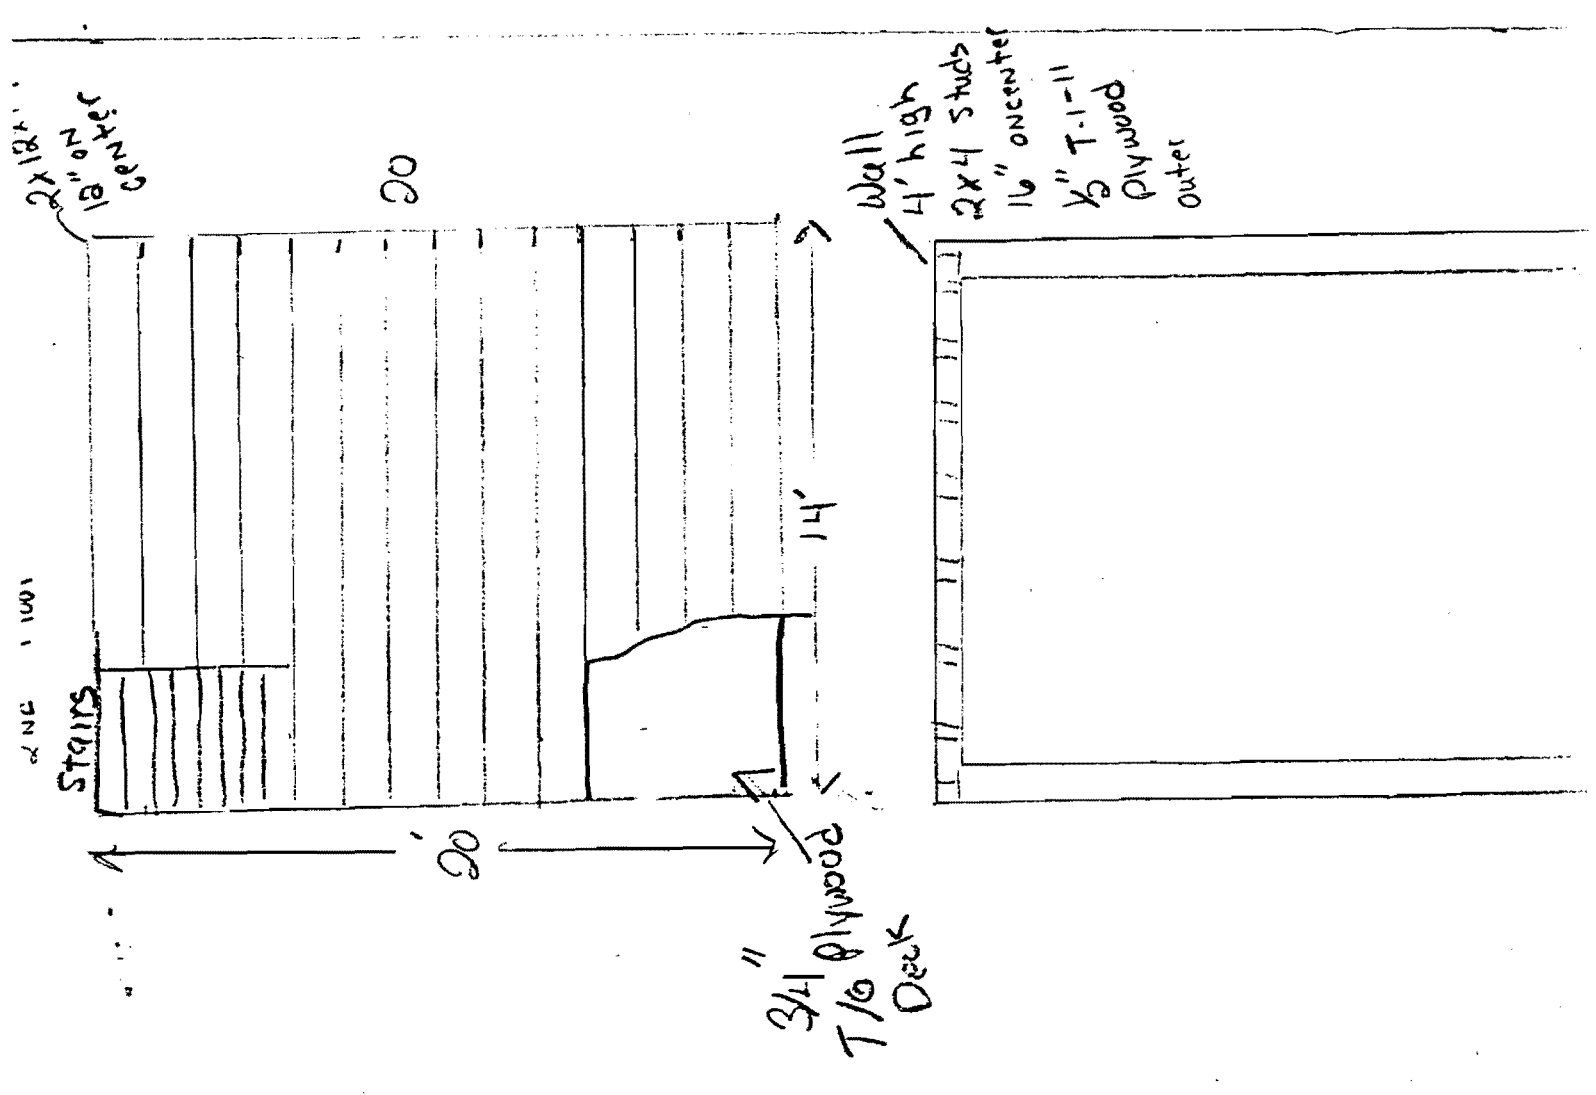 2x12"
12" ON
center
20
Stairs
20'
14'
3/4" plywood
T/G
Deck
Wall
4' high
2x4 studs
16" oncenter
1/2" T-1-11
plywood
outer